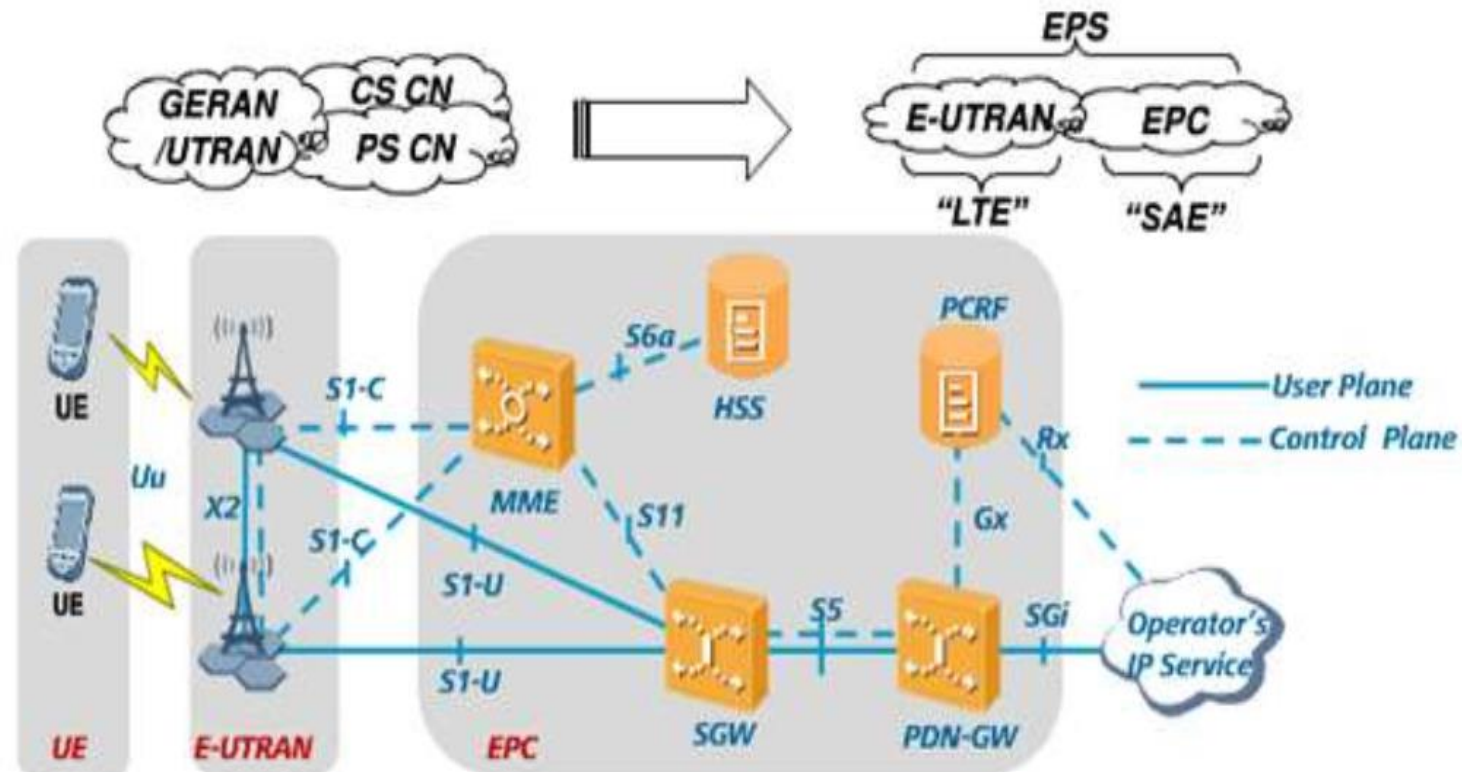 EPS
GERAN
/UTRAN
CS CN
PS CN
E-UTRAN
EPC
“LTE”
“SAE”
UE
Uu
UE
UE
X2
E-UTRAN
S1-C
S1-C
S1-U
S1-U
MME
S6a
HSS
S11
SGW
S5
PCRF
Gx
Rx
PDN-GW
SGi
Operator's
IP Service
EPC
User Plane
Control Plane